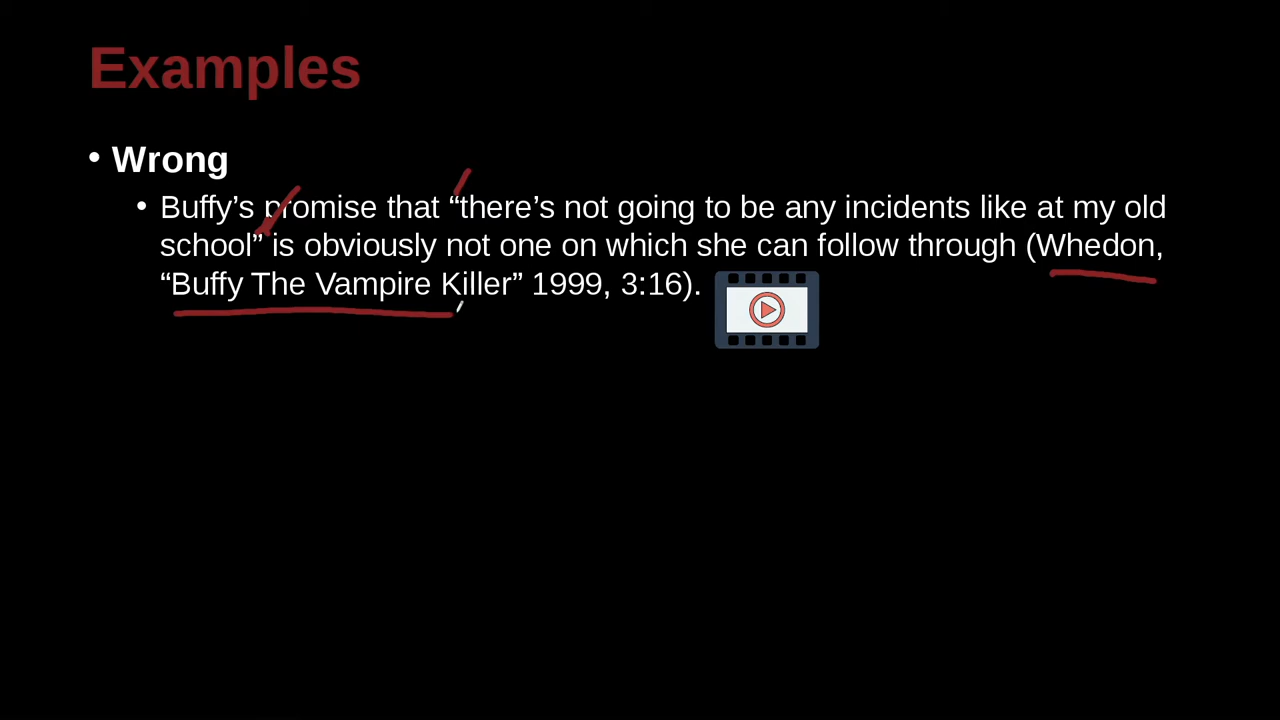 Examples
• Wrong
• Buffy’s promise that “there’s not going to be any incidents like at my old
school” is obviously not one on which she can follow through (Whedon,
“Buffy The Vampire Killer” 1999, 3:16).